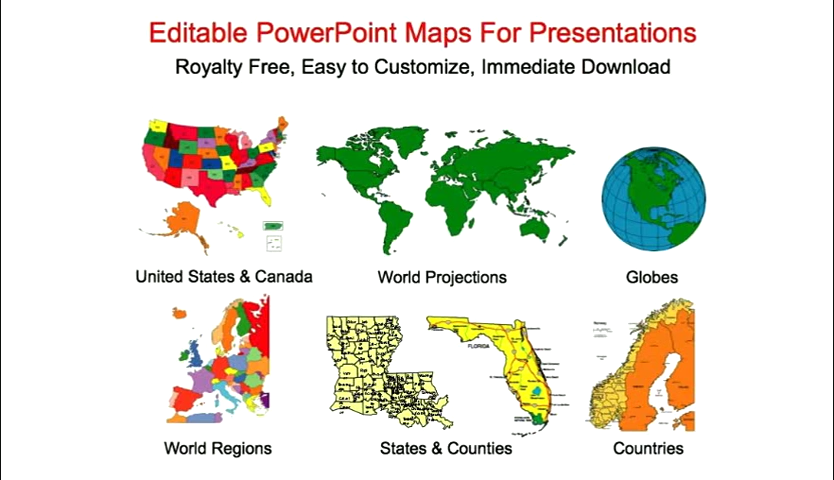 Editable PowerPoint Maps For Presentations
Royalty Free, Easy to Customize, Immediate Download
United States & Canada
World Projections
Globes
FLORIDA
World Regions
States & Counties
Countries